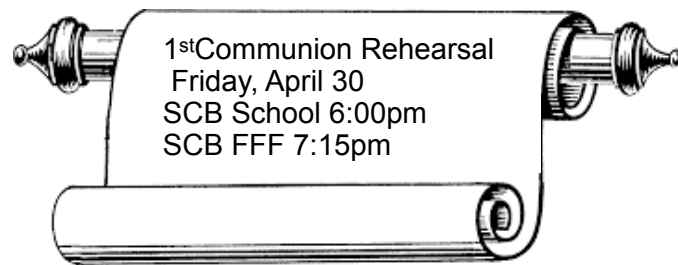 1stCommunion Rehearsal
Friday, April 30
SCB School 6:00pm
SCB FFF 7:15pm